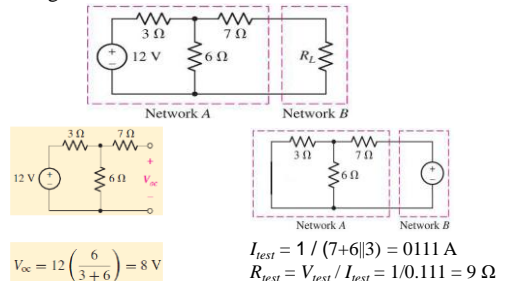 3 Ω 7 Ω
12 V 6 Ω R_L
Network A Network B
3 Ω 7 Ω
12 V 6 Ω V_oc
3 Ω 7 Ω
6 Ω
Network A Network B
V_oc = 12 ( 6 / 3 + 6 ) = 8 V
I_test = 1 / (7+6||3) = 0111 A
R_test = V_test / I_test = 1/0.111 = 9 Ω